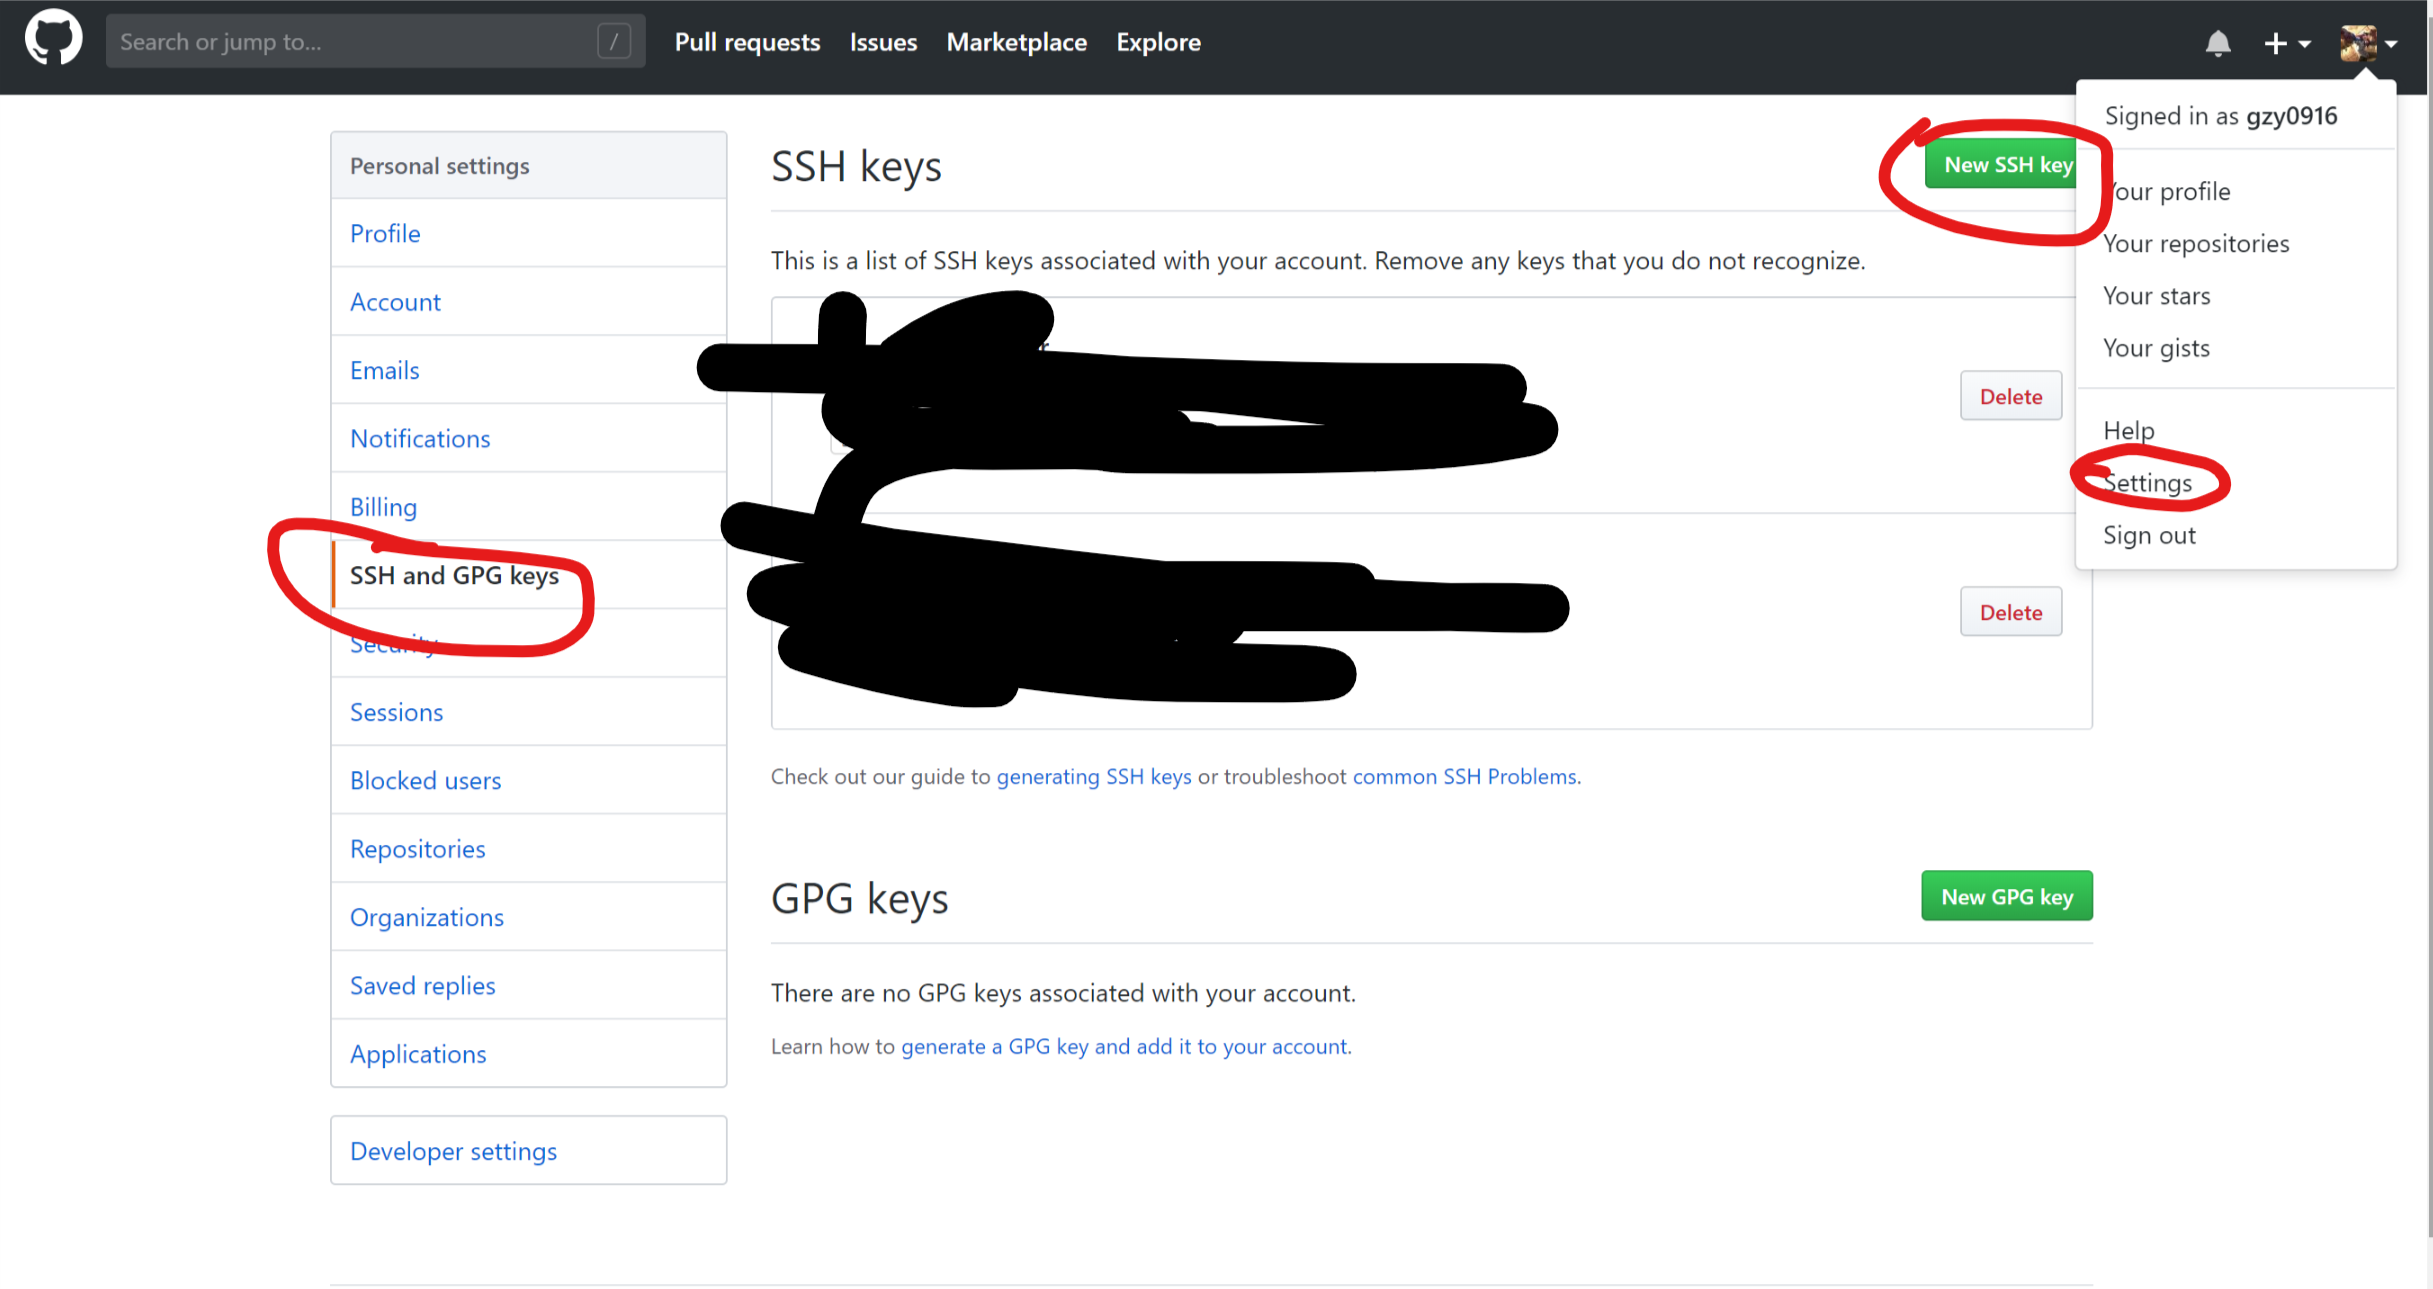 Search or jump to...
/
Pull requests
Issues
Marketplace
Explore
Signed in as gzy0916
Your profile
Your repositories
Your stars
Your gists
Help
Settings
Sign out
Personal settings
Profile
Account
Emails
Notifications
Billing
SSH and GPG keys
Security
Sessions
Blocked users
Repositories
Organizations
Saved replies
Applications
Developer settings
SSH keys
New SSH key
This is a list of SSH keys associated with your account. Remove any keys that you do not recognize.
Delete
Delete
Check out our guide to generating SSH keys or troubleshoot common SSH Problems.
GPG keys
New GPG key
There are no GPG keys associated with your account.
Learn how to generate a GPG key and add it to your account.